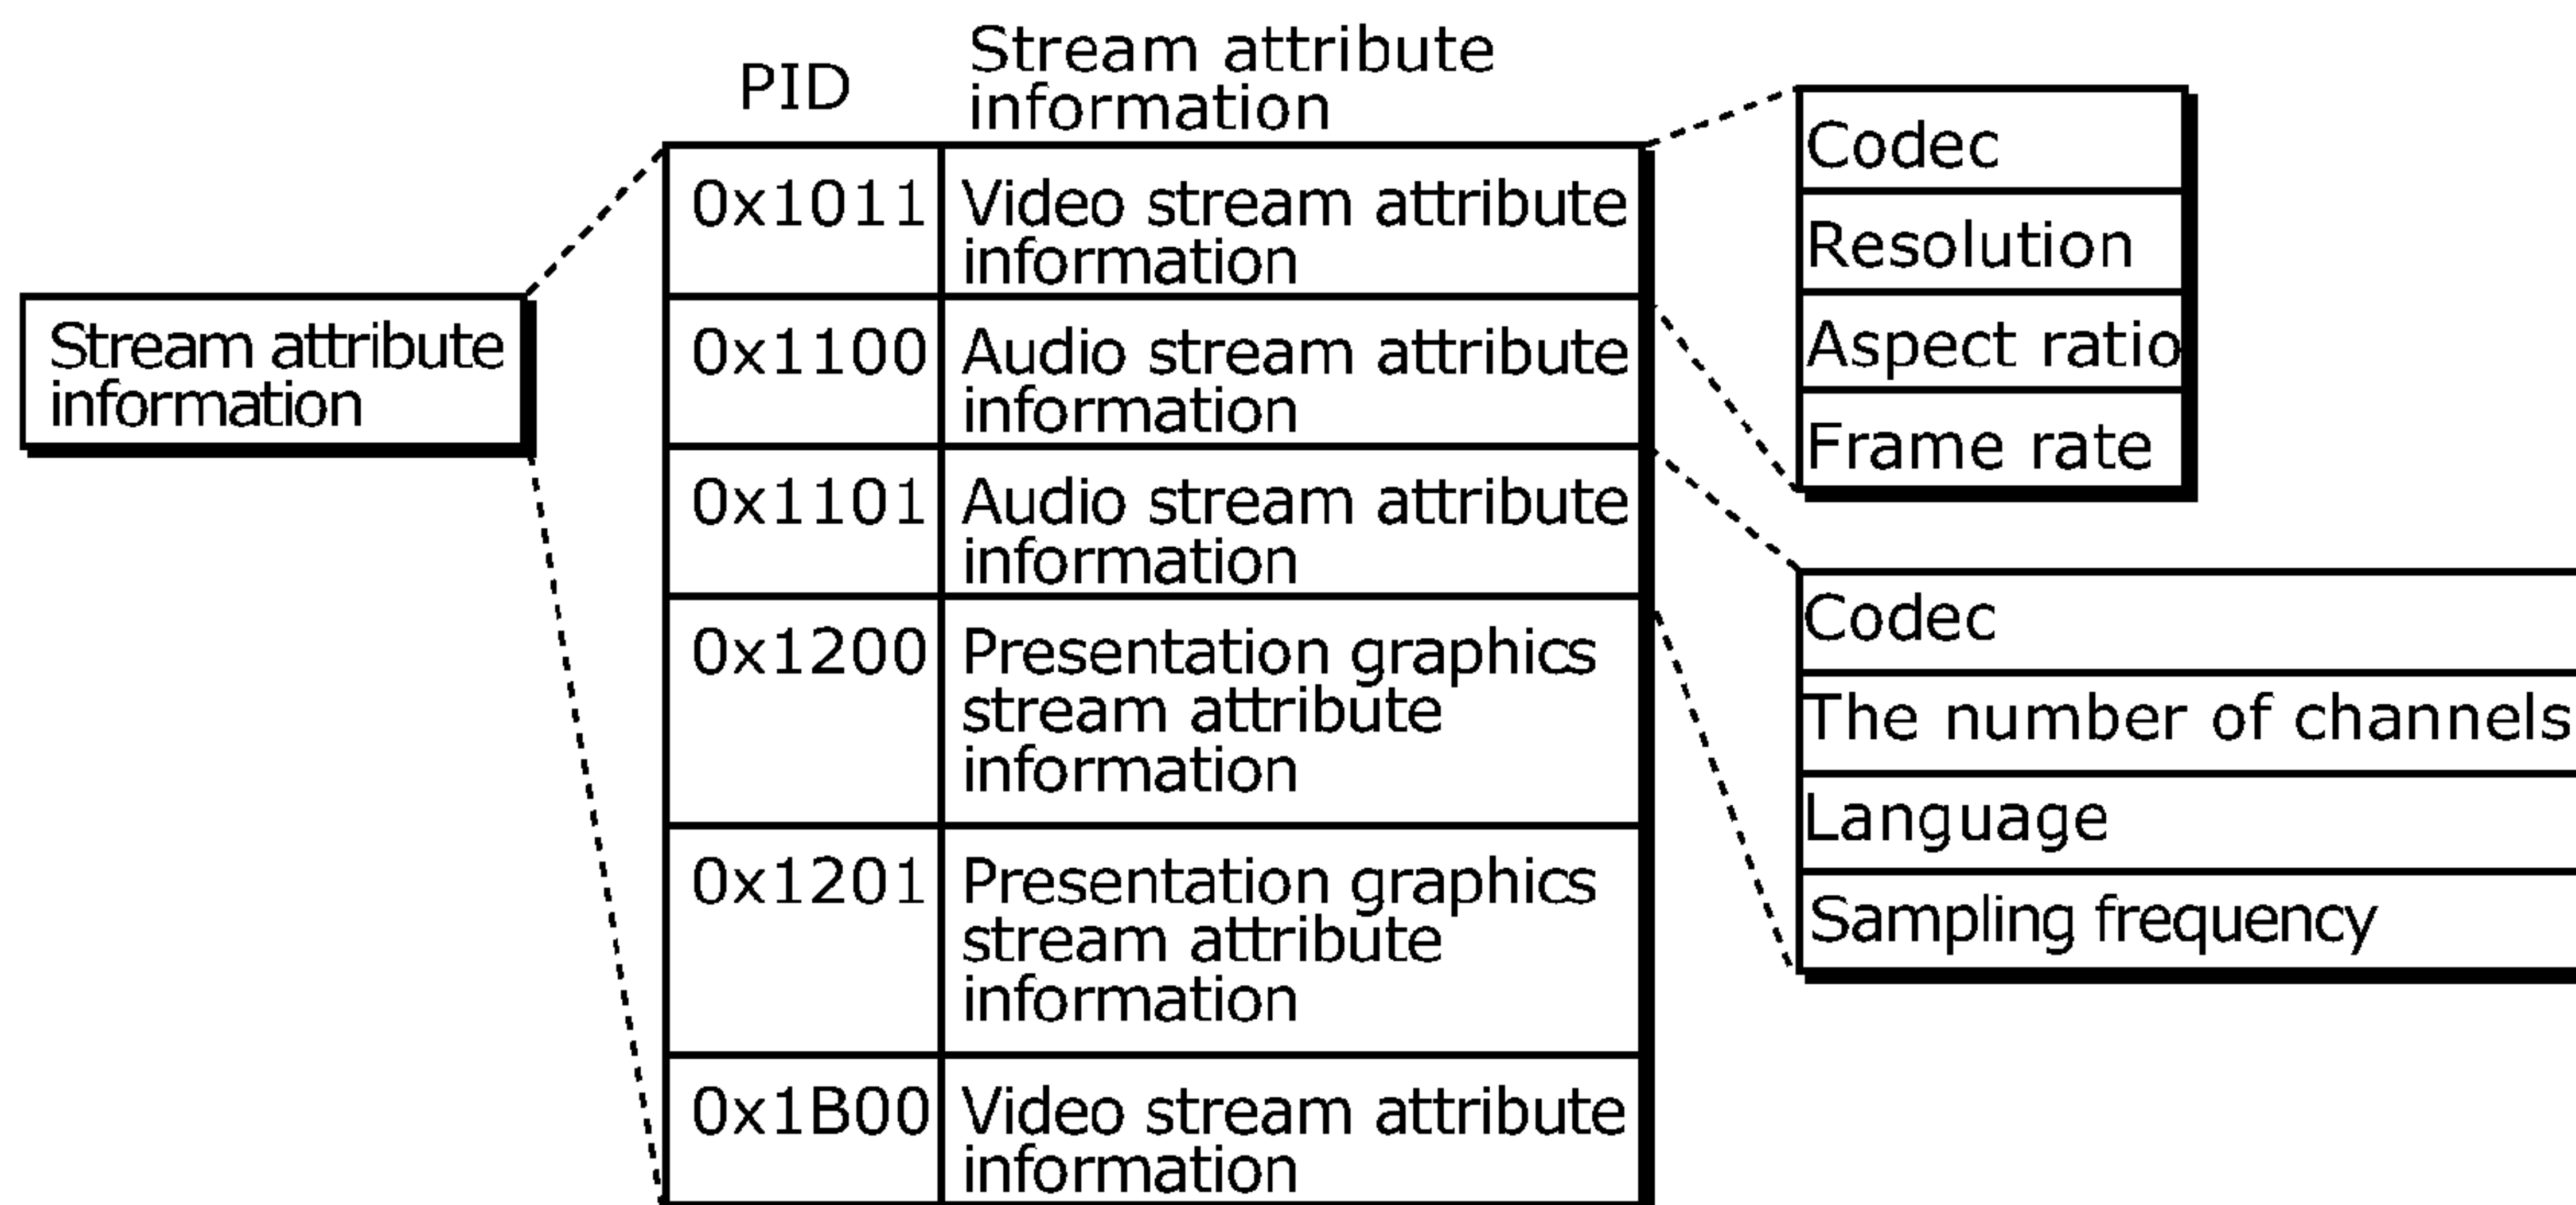 Stream attribute
information
PID
Stream attribute
information
0x1011
Video stream attribute
information
0x1100
Audio stream attribute
information
0x1101
Audio stream attribute
information
0x1200
Presentation graphics
stream attribute
information
0x1201
Presentation graphics
stream attribute
information
0x1B00
Video stream attribute
information
Codec
Resolution
Aspect ratio
Frame rate
Codec
The number of channels
Language
Sampling frequency